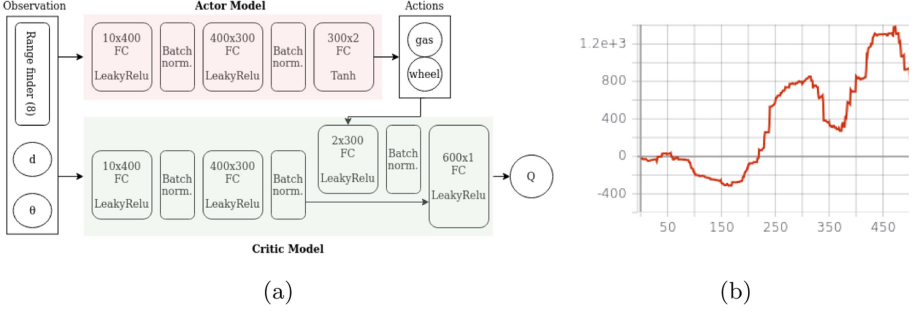 Observation
Actor Model
Actions
Range finder (8)
d
θ
10x400
FC
LeakyRelu
Batch
norm.
400x300
FC
LeakyRelu
Batch
norm.
300x2
FC
Tanh
gas
wheel
10x400
FC
LeakyRelu
Batch
norm.
400x300
FC
LeakyRelu
Batch
norm.
2x300
FC
LeakyRelu
Batch
norm.
600x1
FC
LeakyRelu
Q
Critic Model
(a)
1.2e+3
800
400
0
-400
50
150
250
350
450
(b)